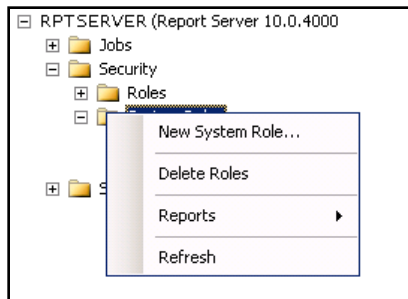 RPTSERVER (Report Server 10.0.4000
Jobs
Security
Roles
New System Role...
Delete Roles
S
Reports
Refresh